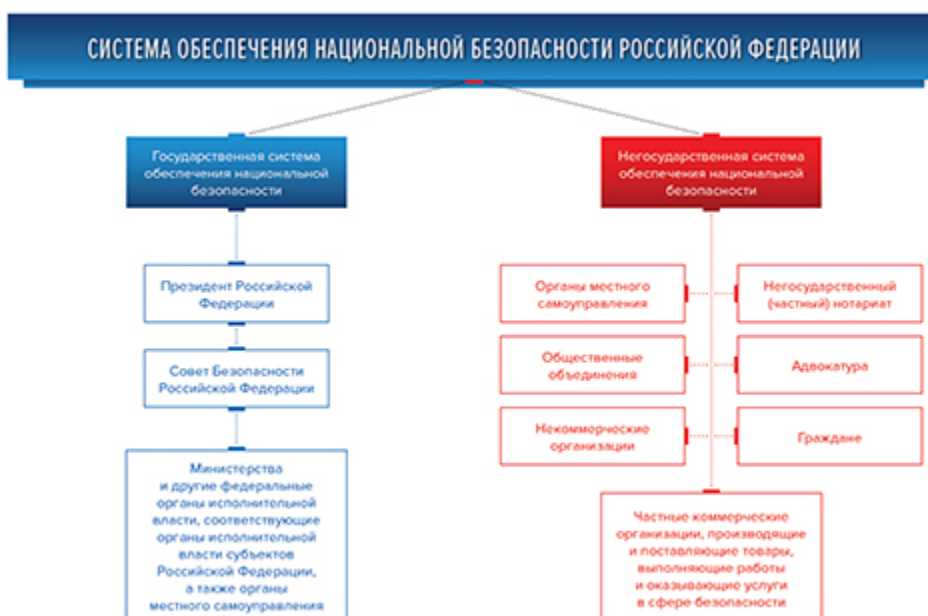 СИСТЕМА ОБЕСПЕЧЕНИЯ НАЦИОНАЛЬНОЙ БЕЗОПАСНОСТИ РОССИЙСКОЙ ФЕДЕРАЦИИ
Государственная система
обеспечения национальной
безопасности
Президент Российской
Федерации
Совет Безопасности
Российской Федерации
Министерства
и другие федеральные
органы исполнительной
власти, соответствующие
органы исполнительной
власти субъектов
Российской Федерации,
а также органы
местного самоуправления
Негосударственная система
обеспечения национальной
безопасности
Органы местного
самоуправления
Негосударственный
(частный) нотариат
Общественные
объединения
Адвокатура
Некоммерческие
организации
Граждане
Частные коммерческие
организации, производящие
и поставляющие товары,
выполняющие работы
и оказывающие услуги
в сфере безопасности